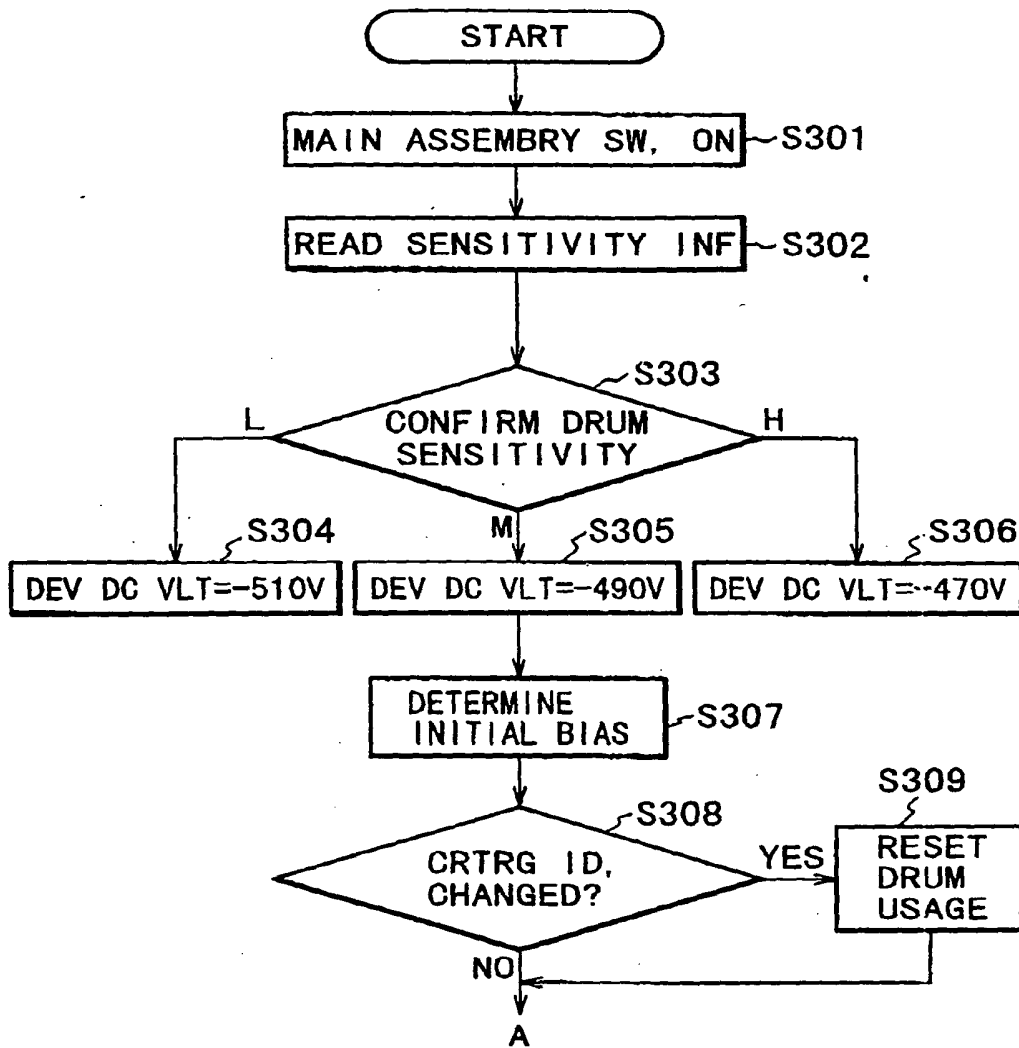 START
MAIN ASSEMBRY SW, ON
S301
READ SENSITIVITY INF
S302
S303
L
CONFIRM DRUM
SENSITIVITY
H
M
S304
S305
S306
DEV DC VLT=-510V
DEV DC VLT=-490V
DEV DC VLT=-470V
DETERMINE
INITIAL BIAS
S307
S308
S309
CRTRG ID,
CHANGED?
YES
RESET
DRUM
USAGE
NO
A